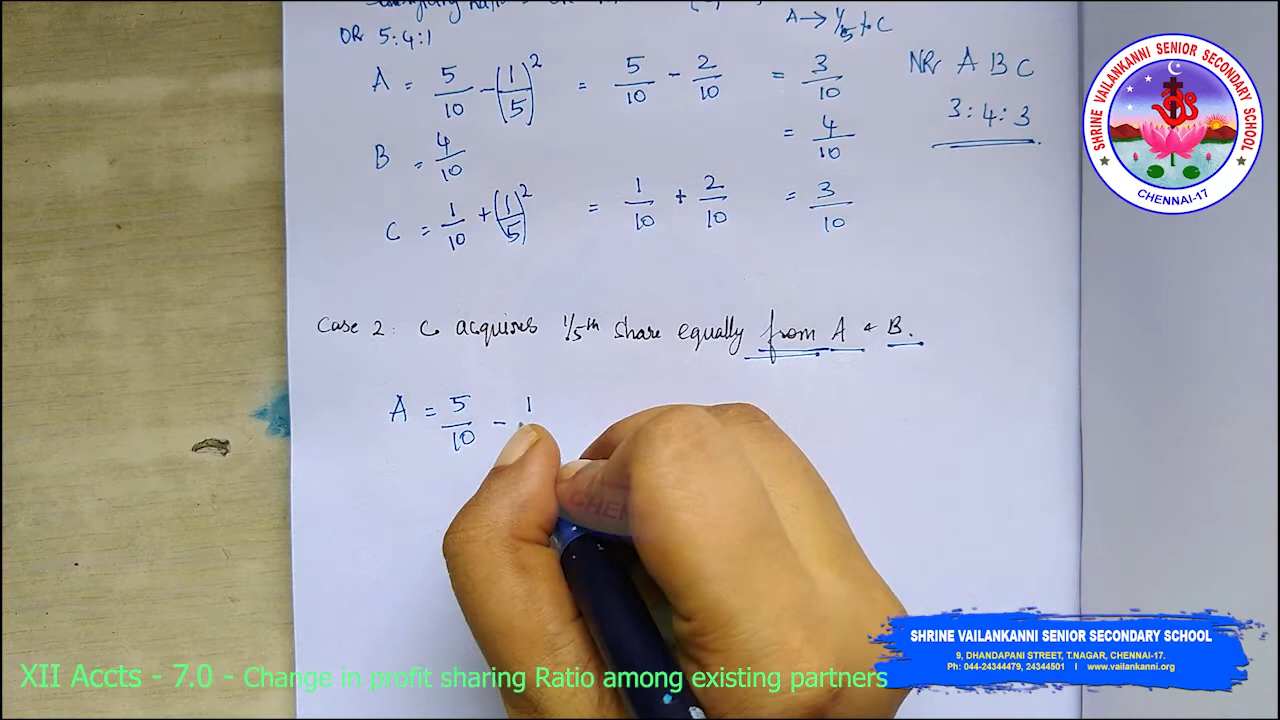 OR 5:4:1
A → 1/5 to C
A = 5/10 - (1/5)² = 5/10 - 2/10 = 3/10
NR A B C
3:4:3
B = 4/10 = 4/10
C = 1/10 + (1/5)² = 1/10 + 2/10 = 3/10
Case 2: C acquires 1/5th share equally from A & B.
A = 5/10 - 1
SHRINE VAILANKANNI SENIOR SECONDARY SCHOOL
CHENNAI-17
SHRINE VAILANKANNI SENIOR SECONDARY SCHOOL
9, DHANDAPANI STREET, T.NAGAR, CHENNAI-17.
Ph: 044-24344479, 24344501 I www.vailankanni.org
XII Accts - 7.0 - Change in profit sharing Ratio among existing partners